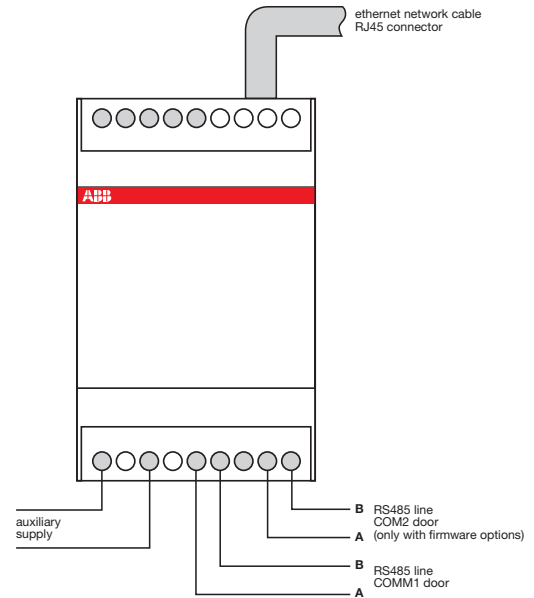 ethernet network cable
RJ45 connector
ABB
auxiliary
supply
B RS485 line
COM2 door
A (only with firmware options)
B RS485 line
COMM1 door
A